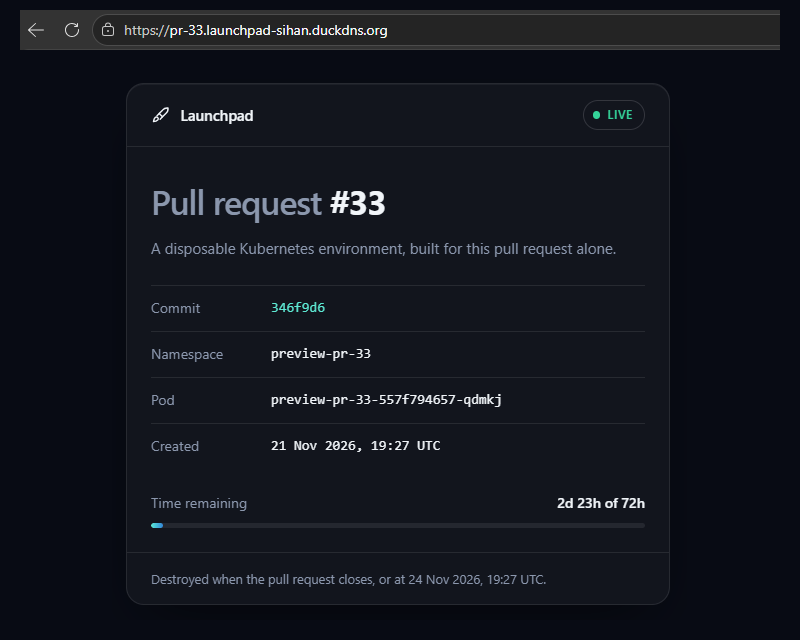 https://pr-33.launchpad-sihan.duckdns.org
Launchpad
LIVE
Pull request #33
A disposable Kubernetes environment, built for this pull request alone.
Commit 346f9d6
Namespace preview-pr-33
Pod preview-pr-33-557f794657-qdmkj
Created 21 Nov 2026, 19:27 UTC
Time remaining 2d 23h of 72h
Destroyed when the pull request closes, or at 24 Nov 2026, 19:27 UTC.